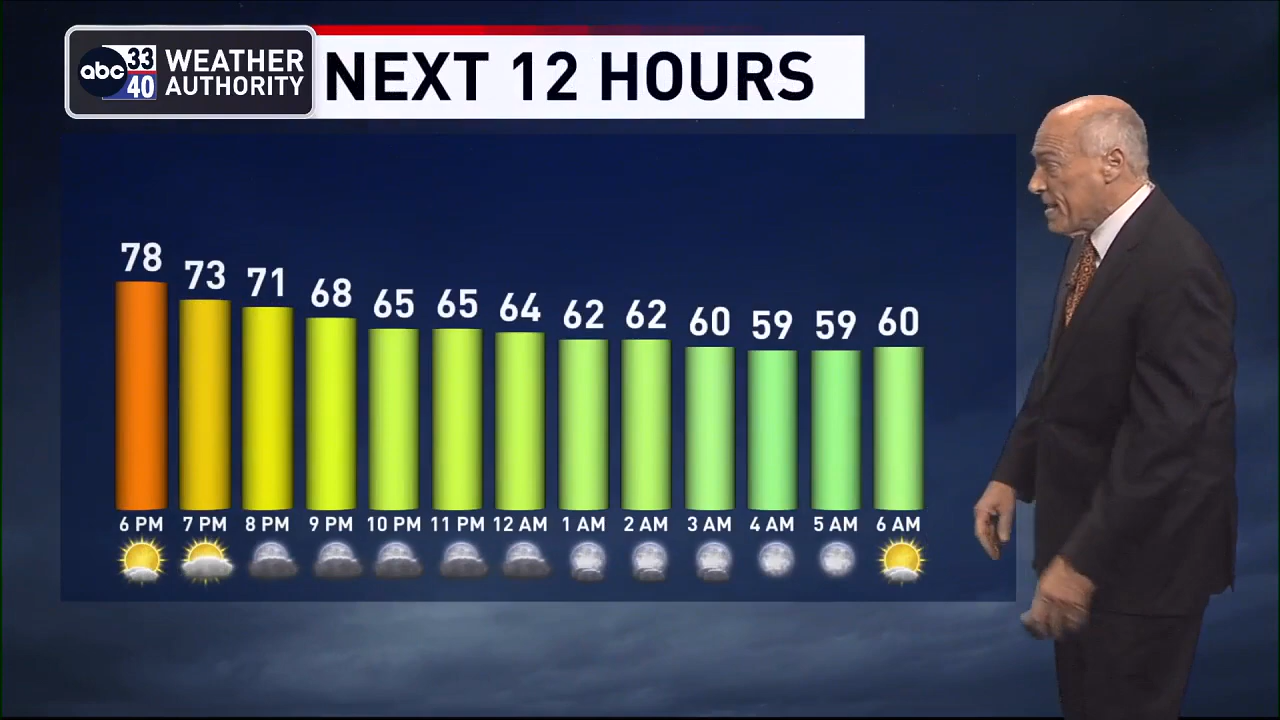 abc 33 40 WEATHER AUTHORITY
NEXT 12 HOURS
78 73 71 68 65 65 64 62 62 60 59 59 60
6 PM 7 PM 8 PM 9 PM 10 PM 11 PM 12 AM 1 AM 2 AM 3 AM 4 AM 5 AM 6 AM